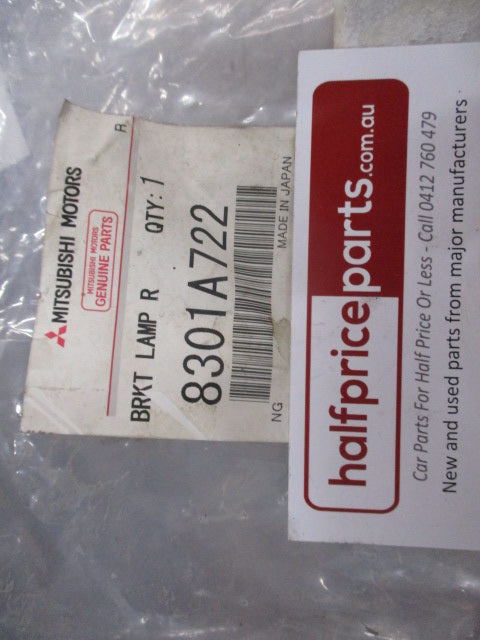 MITSUBISHI MOTORS
MITSUBISHI MOTORS
GENUINE PARTS
R
BRKT LAMP R QTY: 1
8301A722
NG MADE IN JAPAN
halfpriceparts.com.au
Car Parts For Half Price Or Less - Call 0412 760 479
New and used parts from major manufacturers